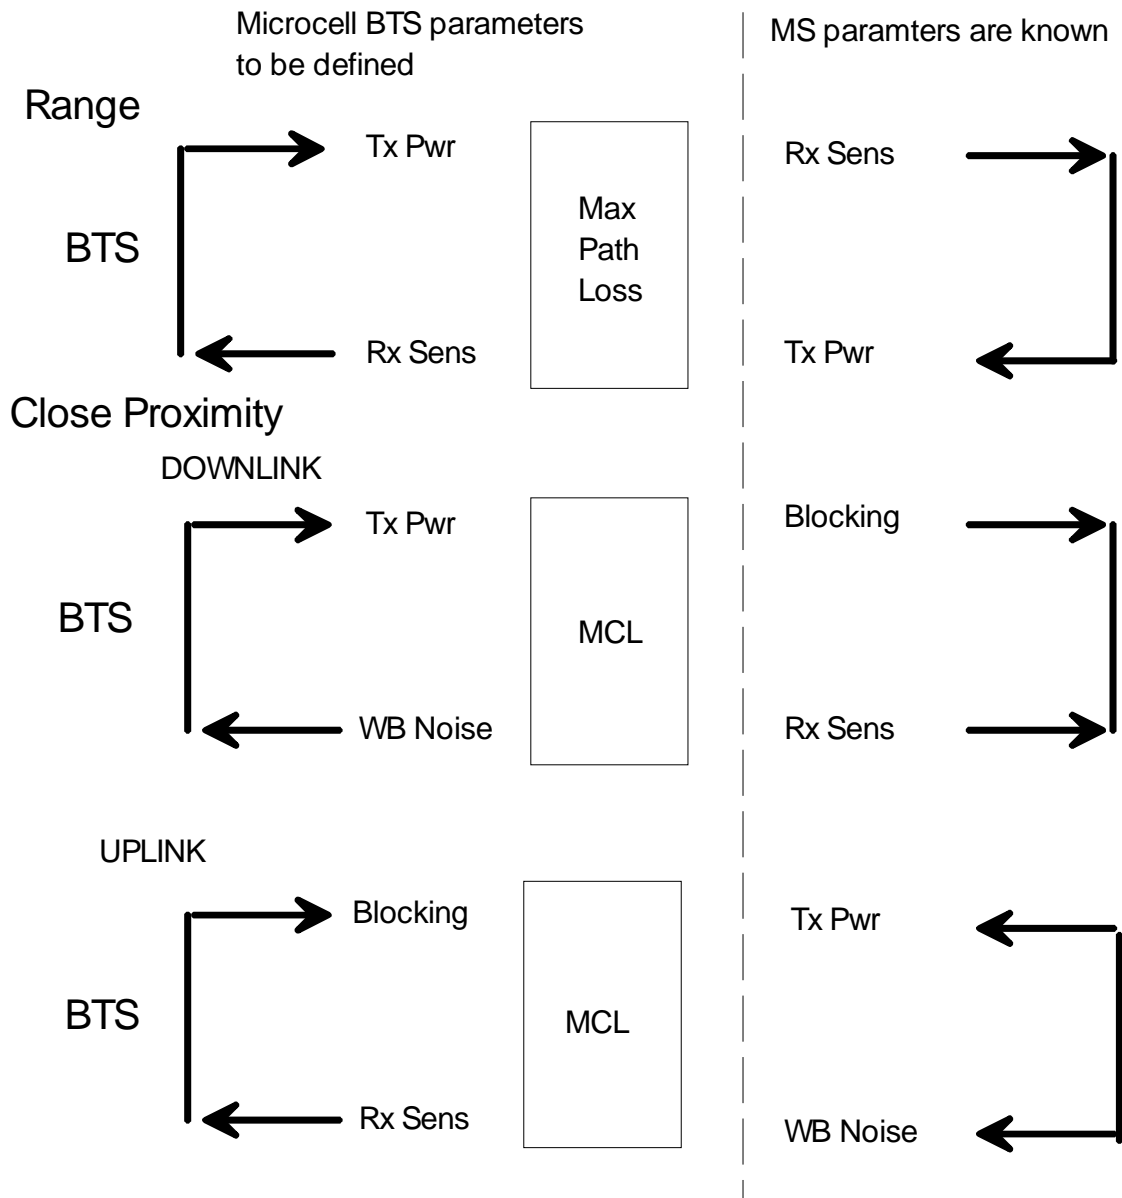 Microcell BTS parameters
to be defined
MS paramters are known
Range
Tx Pwr
Rx Sens
BTS
Max
Path
Loss
Rx Sens
Tx Pwr
Close Proximity
DOWNLINK
Tx Pwr
Blocking
BTS
MCL
WB Noise
Rx Sens
UPLINK
Blocking
Tx Pwr
BTS
MCL
Rx Sens
WB Noise